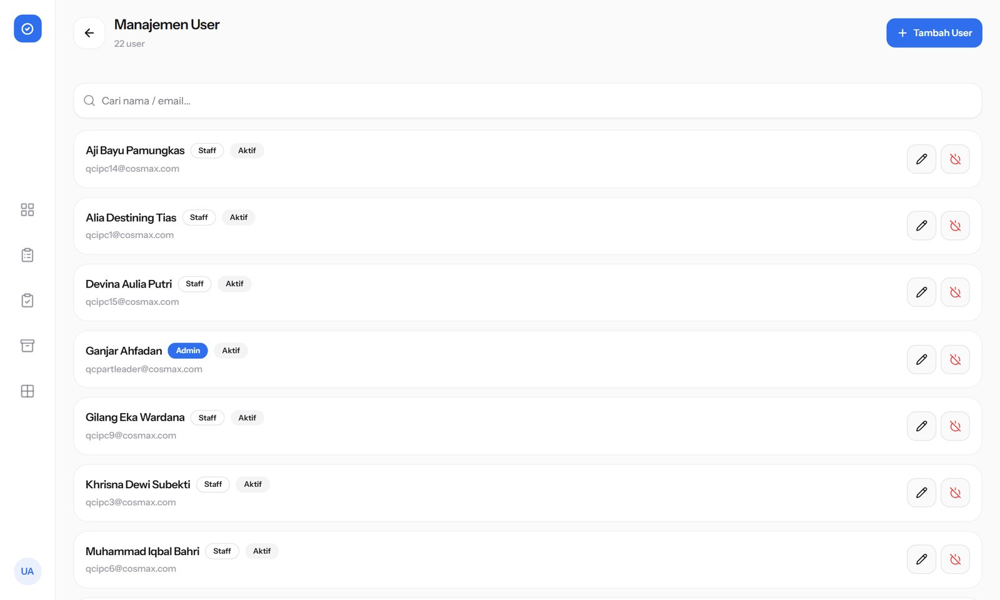 Manajemen User
22 user
Tambah User
Cari nama / email...
Aji Bayu Pamungkas Staff Aktif
qcipc14@cosmax.com
Alia Destining Tias Staff Aktif
qcipc1@cosmax.com
Devina Aulia Putri Staff Aktif
qcipc15@cosmax.com
Ganjar Ahfadan Admin Aktif
qcpartleader@cosmax.com
Gilang Eka Wardana Staff Aktif
qcipc9@cosmax.com
Khrisna Dewi Subekti Staff Aktif
qcipc3@cosmax.com
Muhammad Iqbal Bahri Staff Aktif
qcipc6@cosmax.com
UA